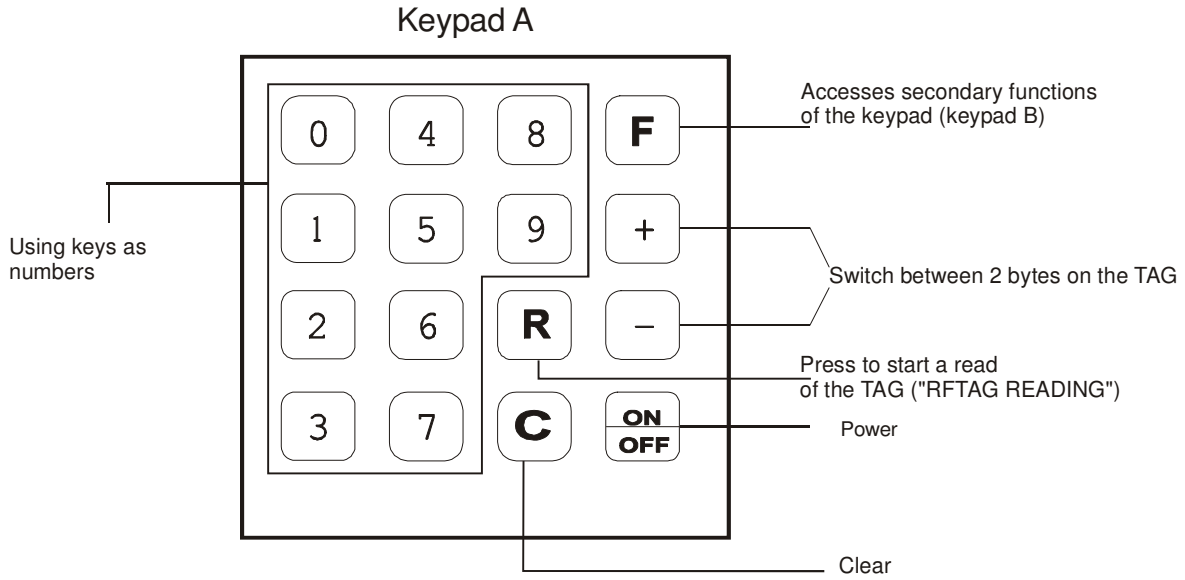 Keypad A
0 4 8 F
1 5 9 +
2 6 R −
3 7 C ON
OFF
Using keys as
numbers
Accesses secondary functions
of the keypad (keypad B)
Switch between 2 bytes on the TAG
Press to start a read
of the TAG ("RFTAG READING")
Power
Clear